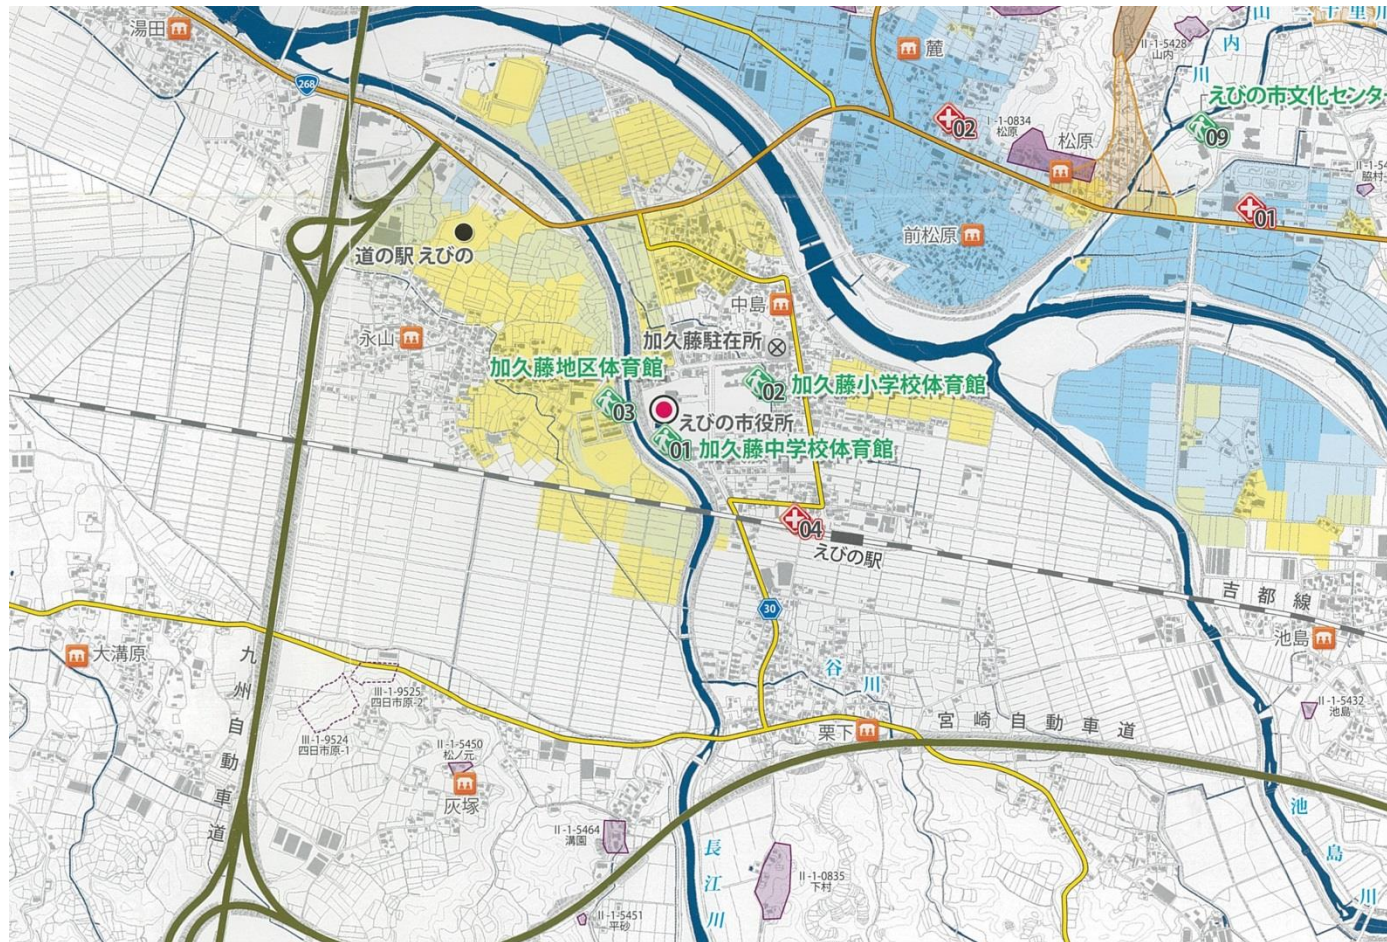 湯田
268
麓
II-1-5428
山内
山内川
十里川
えびの市文化センター
09
02
I-1-0834
松原
松原
脇村
01
前松原
道の駅 えびの
中島
永山
加久藤駐在所
加久藤地区体育館
03
02
加久藤小学校体育館
えびの市役所
01
加久藤中学校体育館
04
えびの駅
吉都線
30
池島
大溝原
九州自動車道
III-1-9525
四日市原-2
谷川
II-1-5432
池島
III-1-9524
四日市原-1
II-1-5450
松ノ元
栗下
宮崎自動車道
灰塚
II-1-5464
溝園
長江川
II-1-0835
下村
池島川
II-1-5451
平砂